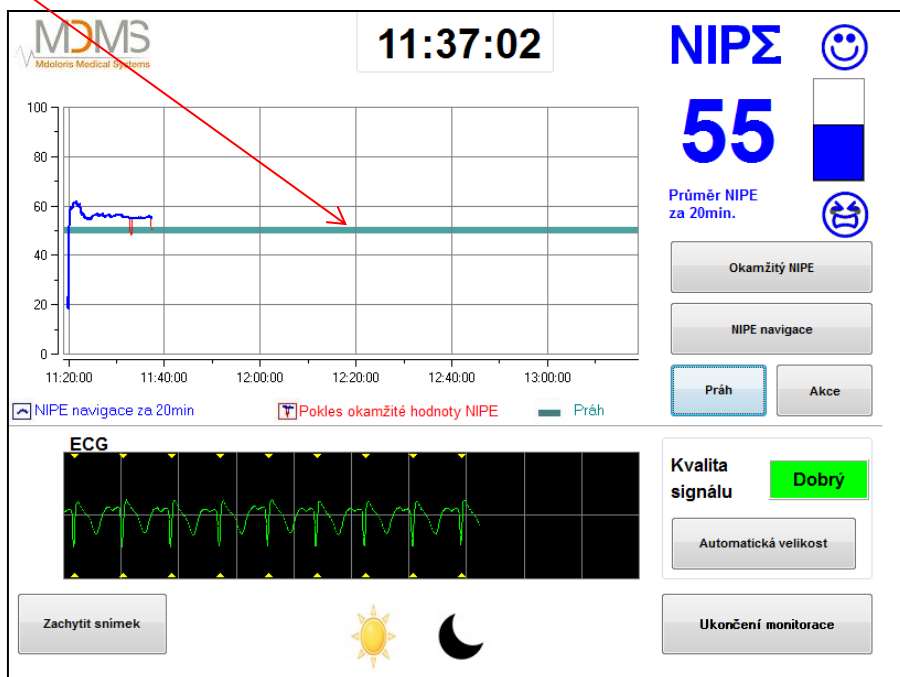 MDMS
Mdoloris Medical Systems
11:37:02
NIPΣ
55
Průměr NIPE
za 20min.
100
80
60
40
20
0
11:20:00 11:40:00 12:00:00 12:20:00 12:40:00 13:00:00
NIPE navigace za 20min Pokles okamžité hodnoty NIPE Práh
Okamžitý NIPE
NIPE navigace
Práh Akce
ECG
Kvalita
signálu
Dobrý
Automatická velikost
Zachytit snímek
Ukončení monitorace